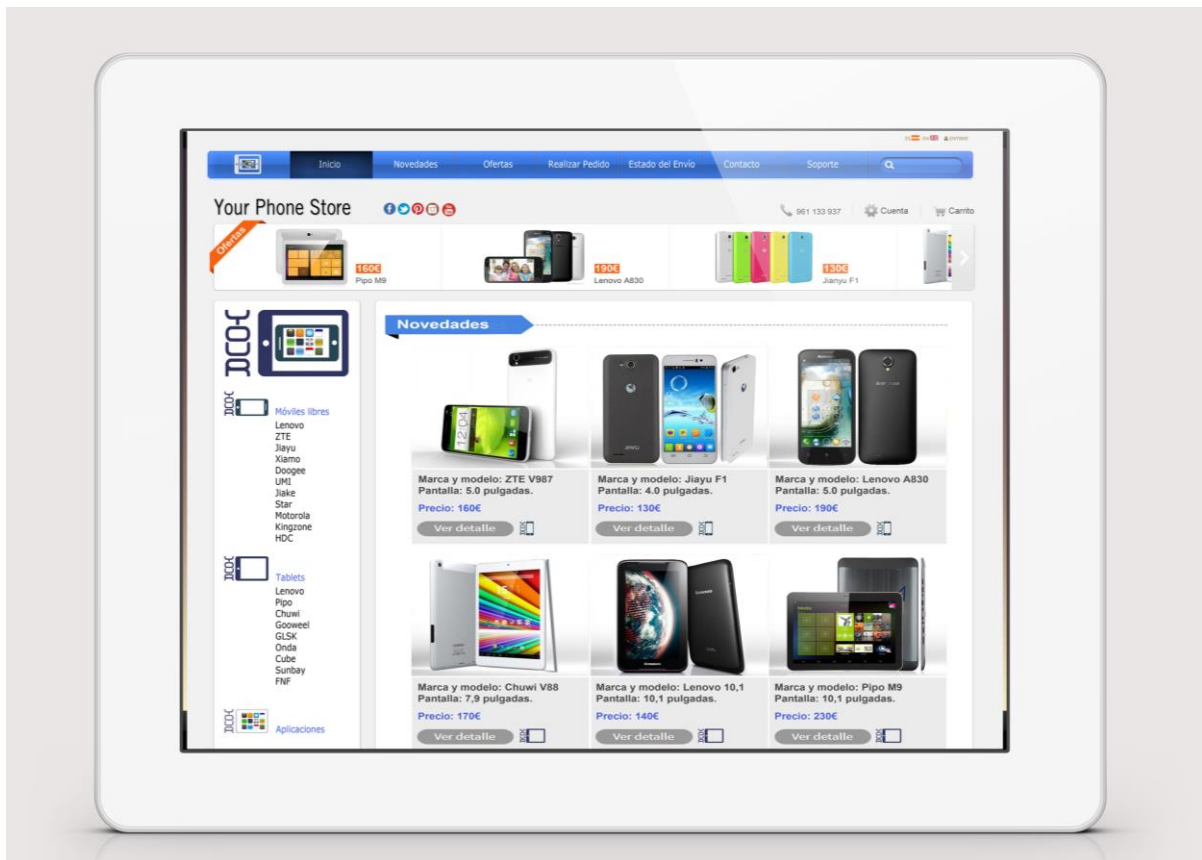 ES EN
Inicio Novedades Ofertas Realizar Pedido Estado del Envío Contacto Soporte
Your Phone Store
961 133 937 Cuenta Carrito
Ofertas
160€
Pipo M9
190€
Lenovo A830
130€
Jianyu F1
Móviles libres
Lenovo
ZTE
Jiayu
Xiamo
Doogee
UMI
Jiake
Star
Motorola
Kingzone
HDC
Tablets
Lenovo
Pipo
Chuwi
Gooweel
GLSK
Onda
Cube
Sunbay
FNF
Aplicaciones
Novedades
12:04
JIAYU
Marca y modelo: ZTE V987
Pantalla: 5.0 pulgadas.
Precio: 160€
Ver detalle
Marca y modelo: Jiayu F1
Pantalla: 4.0 pulgadas.
Precio: 130€
Ver detalle
Marca y modelo: Lenovo A830
Pantalla: 5.0 pulgadas.
Precio: 190€
Ver detalle
Marca y modelo: Chuwi V88
Pantalla: 7,9 pulgadas.
Precio: 170€
Ver detalle
Marca y modelo: Lenovo 10,1
Pantalla: 10,1 pulgadas.
Precio: 140€
Ver detalle
Marca y modelo: Pipo M9
Pantalla: 10,1 pulgadas.
Precio: 230€
Ver detalle